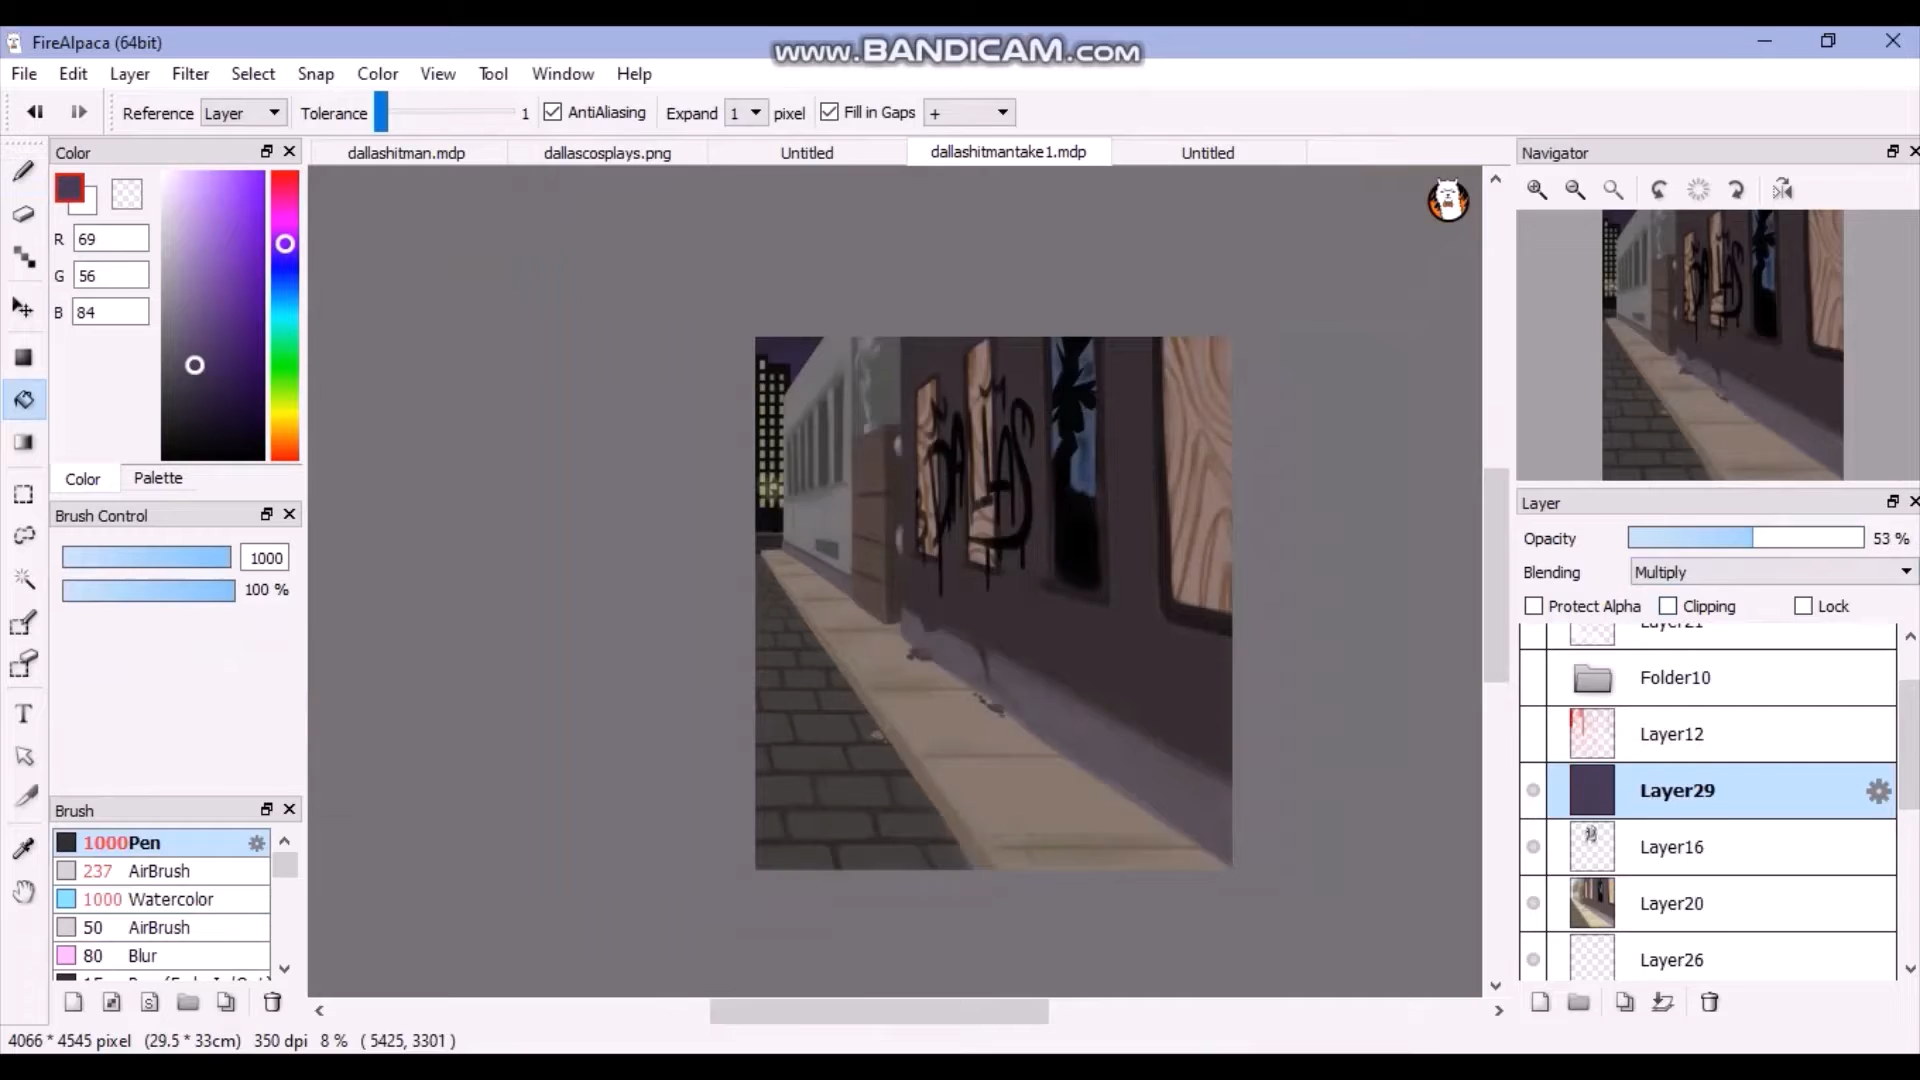 FireAlpaca (64bit)
www.BANDICAM.com
File Edit Layer Filter Select Snap Color View Tool Window Help
Reference Layer Tolerance 1 AntiAliasing Expand 1 pixel Fill in Gaps +
Color
dallashitman.mdp dallascosplays.png Untitled dallashitmantake1.mdp Untitled
Navigator
R 69
G 56
B 84
Color Palette
Brush Control
1000
100 %
Brush
1000 Pen
237 AirBrush
1000 Watercolor
50 AirBrush
80 Blur
DALLAS
Layer
Opacity 53 %
Blending Multiply
Protect Alpha Clipping Lock
Layer21
Folder10
Layer12
Layer29
Layer16
Layer20
Layer26
T
S
4066 * 4545 pixel (29.5 * 33cm) 350 dpi 8 % ( 5425, 3301 )